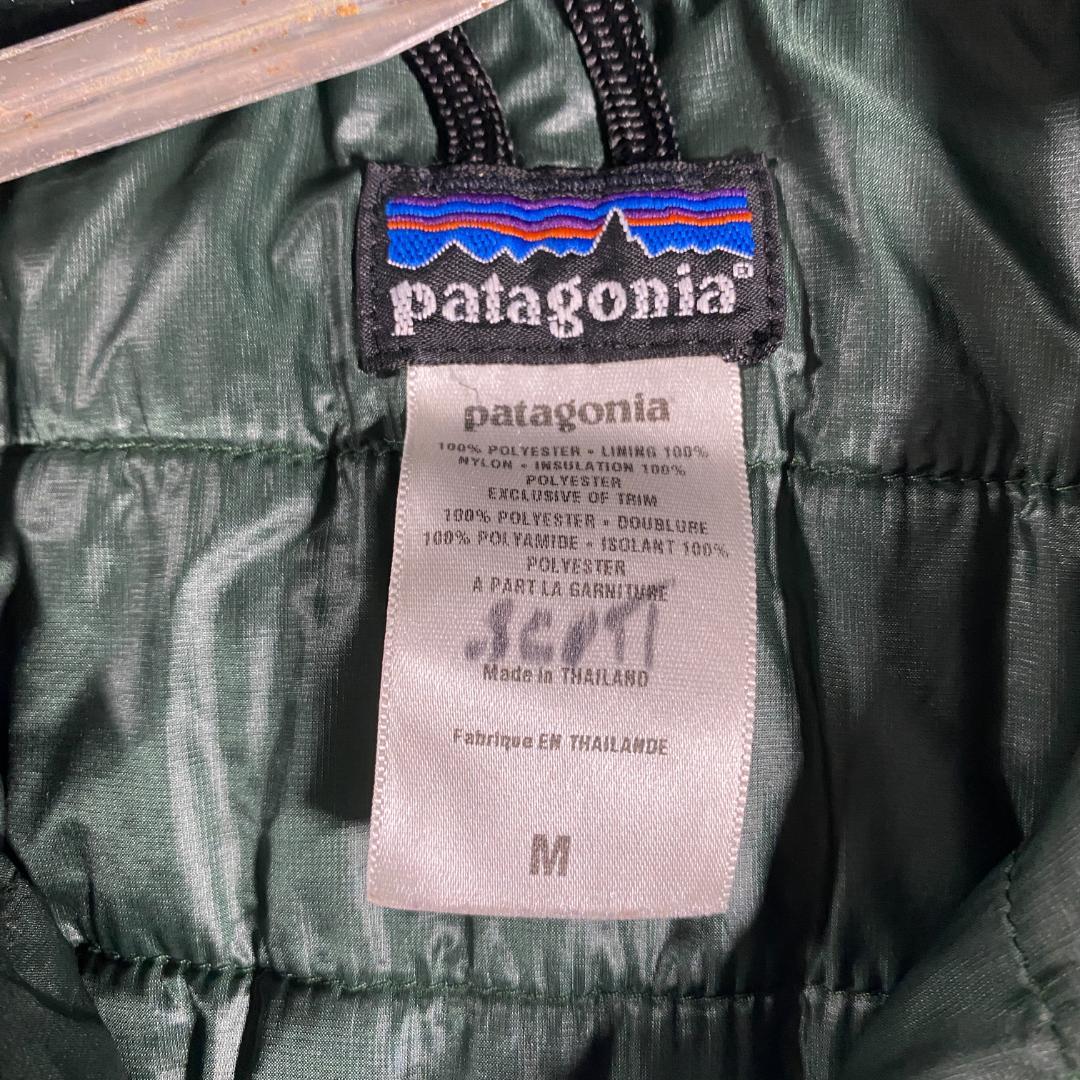 patagonia®
patagonia
100% POLYESTER • LINING 100%
NYLON • INSULATION 100%
POLYESTER
EXCLUSIVE OF TRIM
100% POLYESTER • DOUBLURE
100% POLYAMIDE • ISOLANT 100%
POLYESTER
A PART LA GARNITURE
Made in THAILAND
Fabrique EN THAILANDE
M